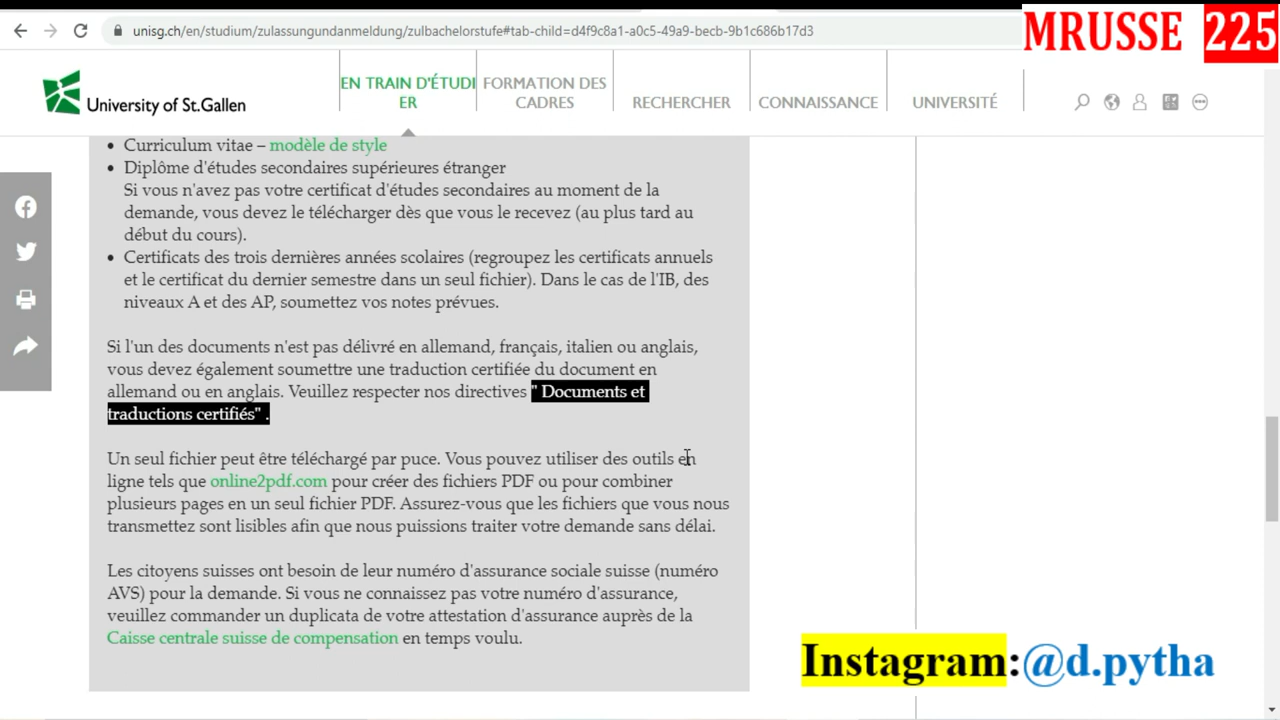 unisg.ch/en/studium/zulassungundanmeldung/zulbachelorstufe#tab-child=d4f9c8a1-a0c5-49a9-becb-9b1c686b17d3
MRUSSE 225
University of St.Gallen
EN TRAIN D'ÉTUDI
ER
FORMATION DES
CADRES
RECHERCHER
CONNAISSANCE
UNIVERSITÉ
• Curriculum vitae – modèle de style
• Diplôme d'études secondaires supérieures étranger
Si vous n'avez pas votre certificat d'études secondaires au moment de la
demande, vous devez le télécharger dès que vous le recevez (au plus tard au
début du cours).
• Certificats des trois dernières années scolaires (regroupez les certificats annuels
et le certificat du dernier semestre dans un seul fichier). Dans le cas de l'IB, des
niveaux A et des AP, soumettez vos notes prévues.
Si l'un des documents n'est pas délivré en allemand, français, italien ou anglais,
vous devez également soumettre une traduction certifiée du document en
allemand ou en anglais. Veuillez respecter nos directives " Documents et
traductions certifiés" .
Un seul fichier peut être téléchargé par puce. Vous pouvez utiliser des outils en
ligne tels que online2pdf.com pour créer des fichiers PDF ou pour combiner
plusieurs pages en un seul fichier PDF. Assurez-vous que les fichiers que vous nous
transmettez sont lisibles afin que nous puissions traiter votre demande sans délai.
Les citoyens suisses ont besoin de leur numéro d'assurance sociale suisse (numéro
AVS) pour la demande. Si vous ne connaissez pas votre numéro d'assurance,
veuillez commander un duplicata de votre attestation d'assurance auprès de la
Caisse centrale suisse de compensation en temps voulu.
Instagram:@d.pytha